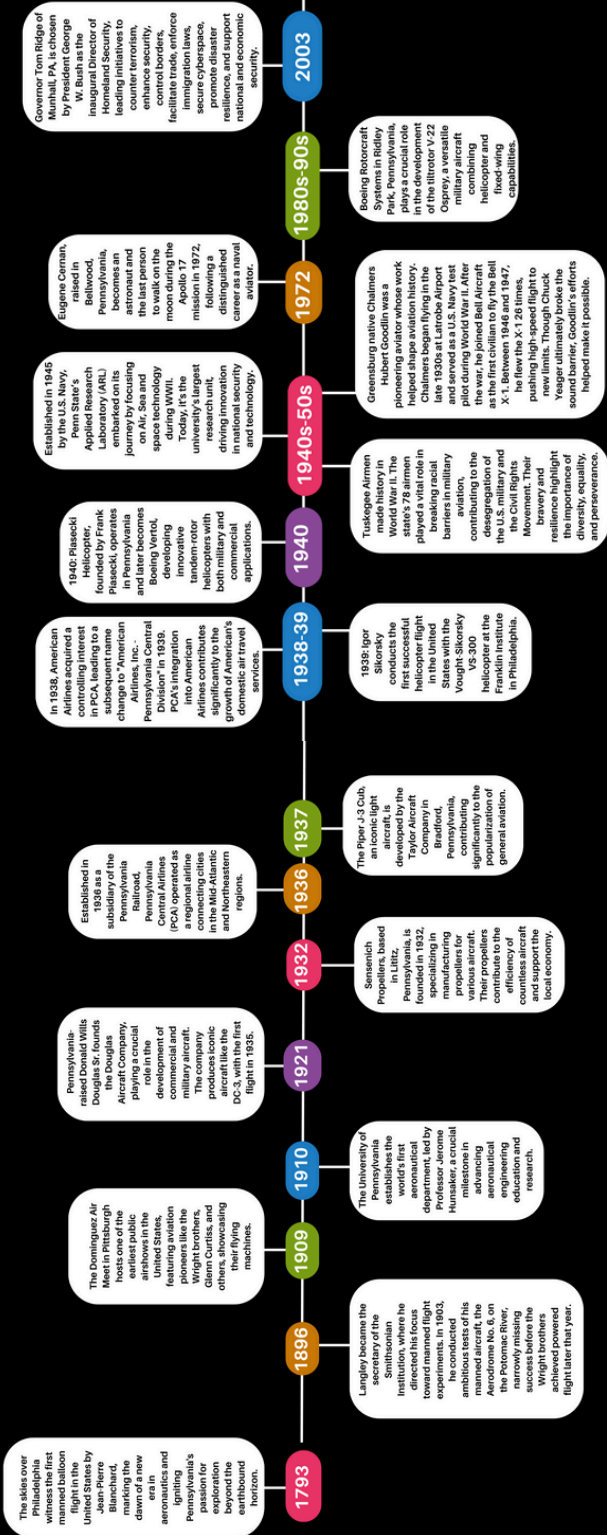 1793
The skies over
Philadelphia
witness the first
manned balloon
flight in the
United States by
Jean-Pierre
Blanchard,
marking the
dawn of a new
era in
aeronautics and
igniting
Pennsylvania's
passion for
exploration
beyond the
earthbound
horizon.
1896
Langley became the
secretary of the
Smithsonian
Institution, where he
directed his focus
toward manned flight
experiments. In 1903,
he conducted
ambitious tests of his
manned aircraft, the
Aerodrome No. 6, on
the Potomac River,
narrowly missing
success before the
Wright brothers
achieved powered
flight later that year.
1909
The Dominguez Air
Meet in Pittsburgh
hosts one of the
earliest public
airshows in the
United States,
featuring aviation
pioneers like the
Wright brothers,
Glenn Curtiss, and
others, showcasing
their flying
machines.
1910
The University of
Pennsylvania
establishes the
world's first
aeronautical
department, led by
Professor Jerome
Hunsaker, a crucial
milestone in
advancing
aeronautical
engineering
education and
research.
1921
Pennsylvania-
raised Donald Wills
Douglas Sr. founds
the Douglas
Aircraft Company,
playing a crucial
role in the
development of
commercial and
military aircraft.
The company
produces iconic
aircraft like the
DC-3, with the first
flight in 1935.
1932
Sensenich
Propellers, based
in Lititz,
Pennsylvania, is
founded in 1932,
specializing in
manufacturing
propellers for
various aircraft.
Their propellers
contribute to the
efficiency of
countless aircraft
and support the
local economy.
1936
Established in
1936 as a
subsidiary of the
Pennsylvania
Railroad,
Pennsylvania
Central Airlines
(PCA) operated as
a regional airline
connecting cities
in the Mid-Atlantic
and Northeastern
regions.
1937
The Piper J-3 Cub,
an iconic light
aircraft, is
developed by the
Taylor Aircraft
Company in
Bradford,
Pennsylvania,
contributing
significantly to the
popularization of
general aviation.
1938-39
In 1938, American
Airlines acquired a
controlling interest
in PCA, leading to a
subsequent name
change to "American
Airlines, Inc. -
Pennsylvania Central
Division" in 1939.
PCA's integration
into American
Airlines contributes
significantly to the
growth of American's
domestic air travel
services.
1939: Igor
Sikorsky
conducts the
first successful
helicopter flight
in the United
States with the
Vought-Sikorsky
VS-300
helicopter at the
Franklin Institute
in Philadelphia.
1940
1940: Piasecki
Helicopter,
founded by Frank
Piasecki, operates
in Pennsylvania
and later becomes
Boeing Vertol,
developing
innovative
tandem-rotor
helicopters with
both military and
commercial
applications.
1940s-50s
Tuskegee Airmen
made history in
World War II. The
state's 78 airmen
played a vital role in
breaking racial
barriers in military
aviation,
contributing to the
desegregation of
the U.S. military and
the Civil Rights
Movement. Their
bravery and
resilience highlight
the importance of
diversity, equality,
and perseverance.
Established in 1945
by the U.S. Navy,
Penn State's
Applied Research
Laboratory (ARL)
embarked on its
journey by focusing
on Air, Sea and
space technology
during WWII.
Today, it's the
university's largest
research unit,
driving innovation
in national security
and technology.
Greensburg native Chalmers
Hubert Goodlin was a
pioneering aviator whose work
helped shape aviation history.
Chalmers began flying in the
late 1930s at Latrobe Airport
and served as a U.S. Navy test
pilot during World War II. After
the war, he joined Bell Aircraft
as the first civilian to fly the Bell
X-1. Between 1946 and 1947,
he flew the X-1 26 times,
pushing high-speed flight to
new limits. Though Chuck
Yeager ultimately broke the
sound barrier, Goodlin's efforts
helped make it possible.
1972
Eugene Cernan,
raised in
Bellwood,
Pennsylvania,
becomes an
astronaut and
the last person
to walk on the
moon during the
Apollo 17
mission in 1972,
following a
distinguished
career as a naval
aviator.
1980s-90s
Boeing Rotorcraft
Systems in Ridley
Park, Pennsylvania,
plays a crucial role
in the development
of the tiltrotor V-22
Osprey, a versatile
military aircraft
combining
helicopter and
fixed-wing
capabilities.
2003
Governor Tom Ridge of
Munhall, PA, is chosen
by President George
W. Bush as the
inaugural Director of
Homeland Security,
leading initiatives to
counter terrorism,
enhance security,
control borders,
facilitate trade, enforce
immigration laws,
secure cyberspace,
promote disaster
resilience, and support
national and economic
security.